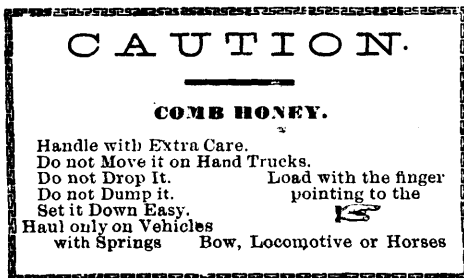 CAUTION.
COMB HONEY.
Handle with Extra Care.
Do not Move it on Hand Trucks.
Do not Drop It. Load with the finger
Do not Dump it. pointing to the
Set it Down Easy.
Haul only on Vehicles
with Springs Bow, Locomotive or Horses